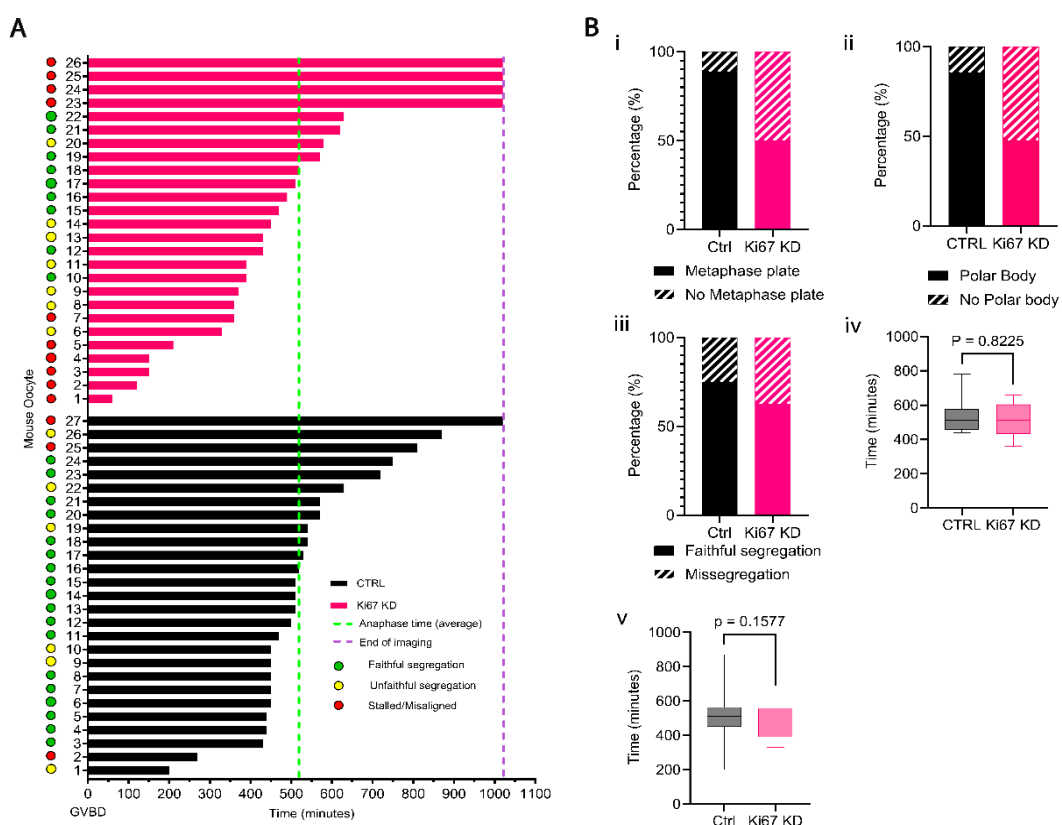 A
Mouse Oocyte
26
25
24
23
22
21
20
19
18
17
16
15
14
13
12
11
10
9
8
7
6
5
4
3
2
1
27
26
25
24
23
22
21
20
19
18
17
16
15
14
13
12
11
10
9
8
7
6
5
4
3
2
1
0 100 200 300 400 500 600 700 800 900 1000 1100
GVBD Time (minutes)
CTRL
Ki67 KD
Anaphase time (average)
End of imaging
Faithful segregation
Unfaithful segregation
Stalled/Misaligned
B
i
Percentage (%)
100
50
0
Ctrl Ki67 KD
Metaphase plate
No Metaphase plate
ii
Percentage (%)
100
50
0
CTRL Ki67 KD
Polar Body
No Polar body
iii
Percentage (%)
100
50
0
Ctrl Ki67 KD
Faithful segregation
Missegregation
iv
P = 0.8225
Time (minutes)
1000
800
600
400
200
0
CTRL Ki67 KD
v
p = 0.1577
Time (minutes)
1000
800
600
400
200
0
Ctrl Ki67 KD